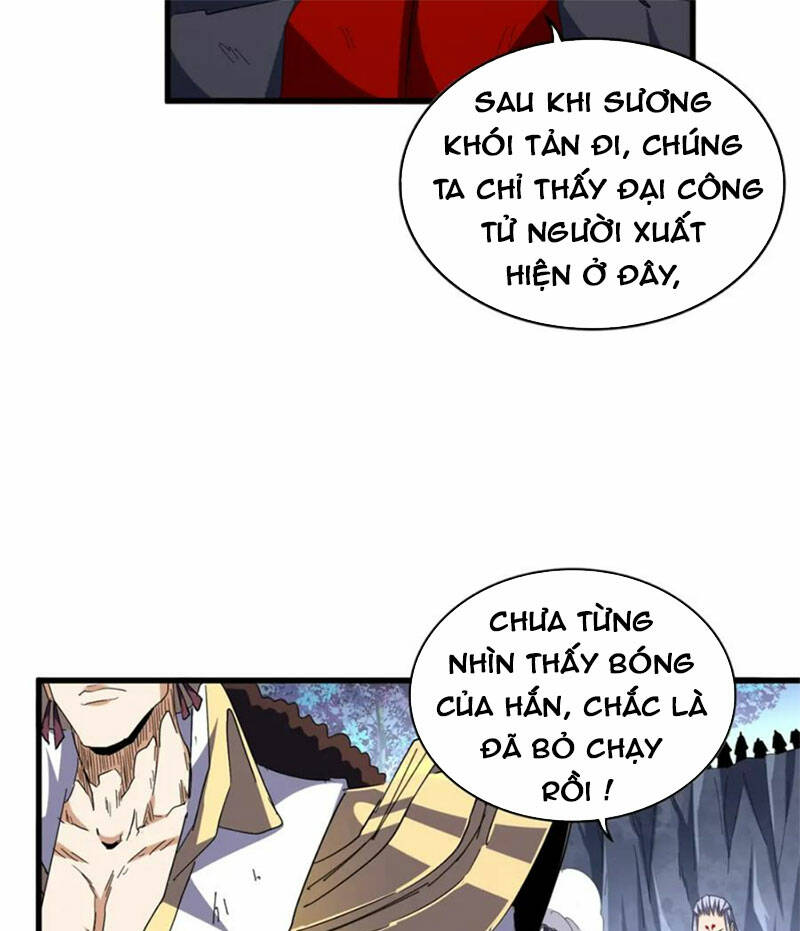 SAU KHI SƯƠNG
KHÓI TẢN ĐI, CHÚNG
TA CHỈ THẤY ĐẠI CÔNG
TỬ NGƯỜI XUẤT
HIỆN Ở ĐÂY,
CHƯA TỪNG
NHÌN THẤY BÓNG
CỦA HẮN, CHẮC LÀ
ĐÃ BỎ CHẠY
RỒI !